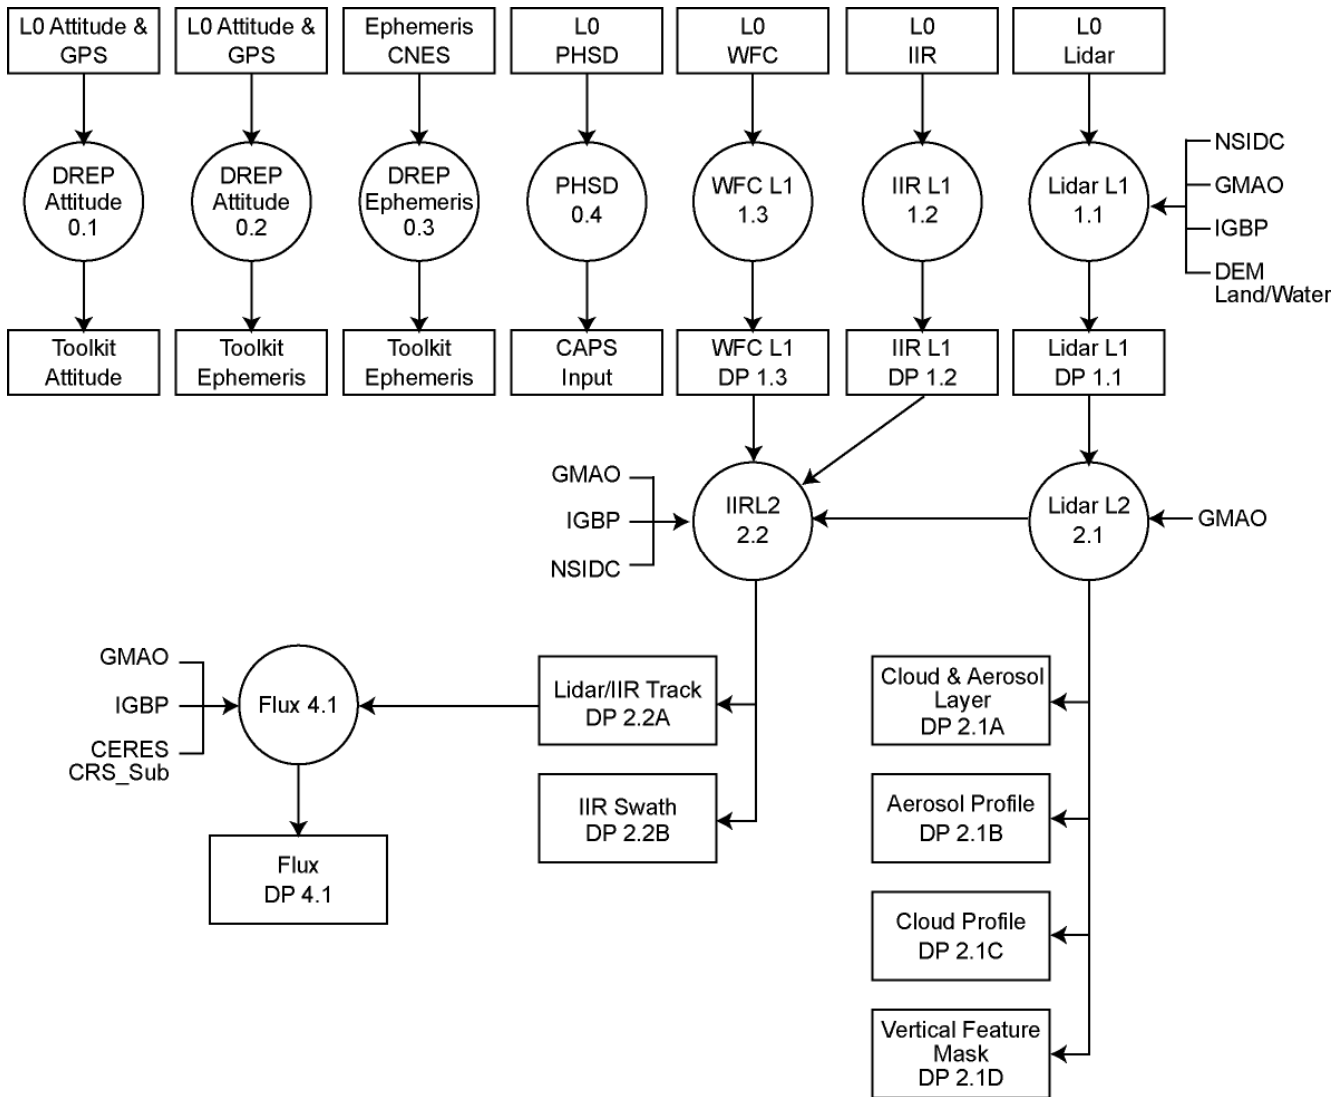 L0 Attitude &
GPS
L0 Attitude &
GPS
Ephemeris
CNES
L0
PHSD
L0
WFC
L0
IIR
L0
Lidar
DREP
Attitude
0.1
DREP
Attitude
0.2
DREP
Ephemeris
0.3
PHSD
0.4
WFC L1
1.3
IIR L1
1.2
Lidar L1
1.1
NSIDC
GMAO
IGBP
DEM
Land/Water
Toolkit
Attitude
Toolkit
Ephemeris
Toolkit
Ephemeris
CAPS
Input
WFC L1
DP 1.3
IIR L1
DP 1.2
Lidar L1
DP 1.1
GMAO
IGBP
NSIDC
IIRL2
2.2
Lidar L2
2.1
GMAO
GMAO
IGBP
CERES
CRS_Sub
Flux 4.1
Lidar/IIR Track
DP 2.2A
Cloud & Aerosol
Layer
DP 2.1A
IIR Swath
DP 2.2B
Aerosol Profile
DP 2.1B
Flux
DP 4.1
Cloud Profile
DP 2.1C
Vertical Feature
Mask
DP 2.1D